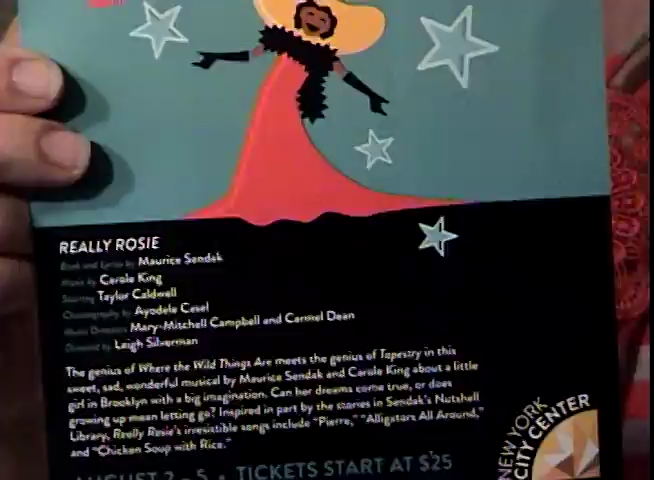 REALLY ROSIE
Book and Lyrics by Maurice Sendak
Music by Carole King
Starring Taylor Caldwell
Choreography by Ayodele Casel
Music Directors Mary-Mitchell Campbell and Carmel Dean
Directed by Leigh Silverman
The genius of Where the Wild Things Are meets the genius of Tapestry in this
sweet, sad, wonderful musical by Maurice Sendak and Carole King about a little
girl in Brooklyn with a big imagination. Can her dreams come true, or does
growing up mean letting go? Inspired in part by the stories in Sendak's Nutshell
Library, Really Rosie's irresistible songs include "Pierre," "Alligators All Around,"
and "Chicken Soup with Rice."
AUGUST 2 - 5 • TICKETS START AT $25
NEW YORK
CITY CENTER